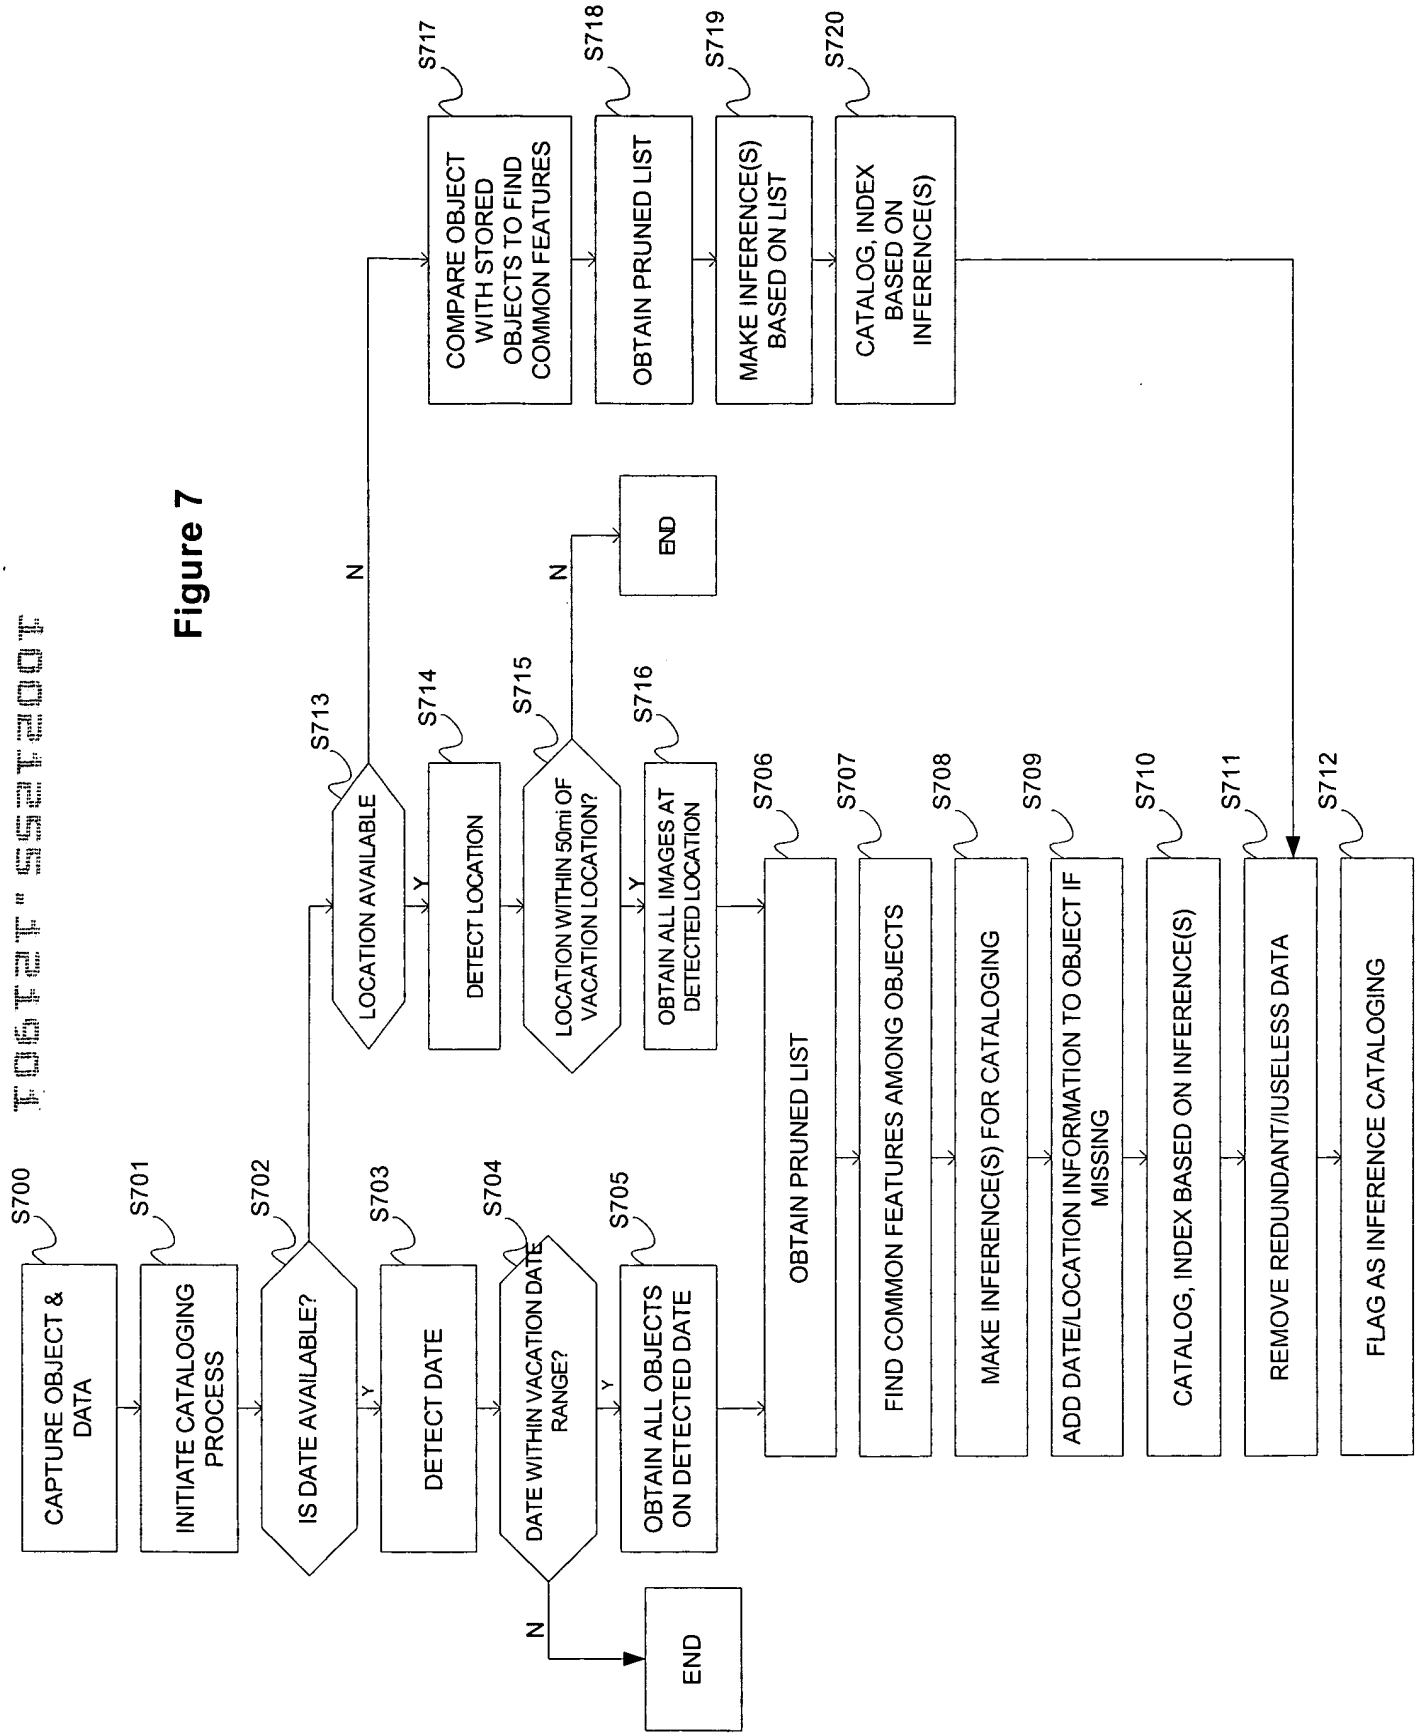 Figure 7
S700
CAPTURE OBJECT &
DATA
S701
INITIATE CATALOGING
PROCESS
S702
IS DATE AVAILABLE?
Y
S703
DETECT DATE
S704
DATE WITHIN VACATION DATE
RANGE?
N
END
Y
S705
OBTAIN ALL OBJECTS
ON DETECTED DATE
S713
LOCATION AVAILABLE
N
Y
S714
DETECT LOCATION
S715
LOCATION WITHIN 50mi OF
VACATION LOCATION?
N
END
Y
S716
OBTAIN ALL IMAGES AT
DETECTED LOCATION
S717
COMPARE OBJECT
WITH STORED
OBJECTS TO FIND
COMMON FEATURES
S718
OBTAIN PRUNED LIST
S719
MAKE INFERENCE(S)
BASED ON LIST
S720
CATALOG, INDEX
BASED ON
INFERENCE(S)
S706
OBTAIN PRUNED LIST
S707
FIND COMMON FEATURES AMONG OBJECTS
S708
MAKE INFERENCE(S) FOR CATALOGING
S709
ADD DATE/LOCATION INFORMATION TO OBJECT IF
MISSING
S710
CATALOG, INDEX BASED ON INFERENCE(S)
S711
REMOVE REDUNDANT/IUSELESS DATA
S712
FLAG AS INFERENCE CATALOGING